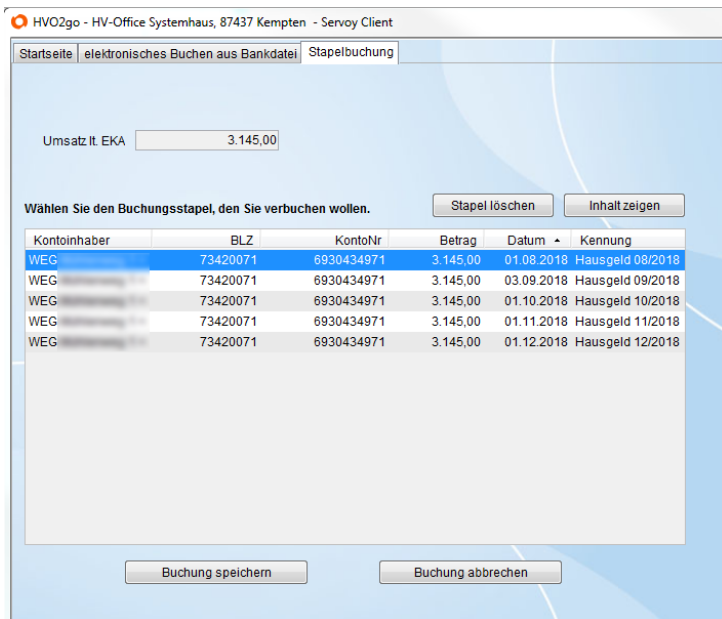 HVO2go - HV-Office Systemhaus, 87437 Kempten - Servoy Client
Startseite elektronisches Buchen aus Bankdatei Stapelbuchung
Umsatz lt. EKA 3.145,00
Wählen Sie den Buchungsstapel, den Sie verbuchen wollen. Stapel löschen Inhalt zeigen
Kontoinhaber BLZ KontoNr Betrag Datum Kennung
WEG 73420071 6930434971 3.145,00 01.08.2018 Hausgeld 08/2018
WEG 73420071 6930434971 3.145,00 03.09.2018 Hausgeld 09/2018
WEG 73420071 6930434971 3.145,00 01.10.2018 Hausgeld 10/2018
WEG 73420071 6930434971 3.145,00 01.11.2018 Hausgeld 11/2018
WEG 73420071 6930434971 3.145,00 01.12.2018 Hausgeld 12/2018
Buchung speichern Buchung abbrechen